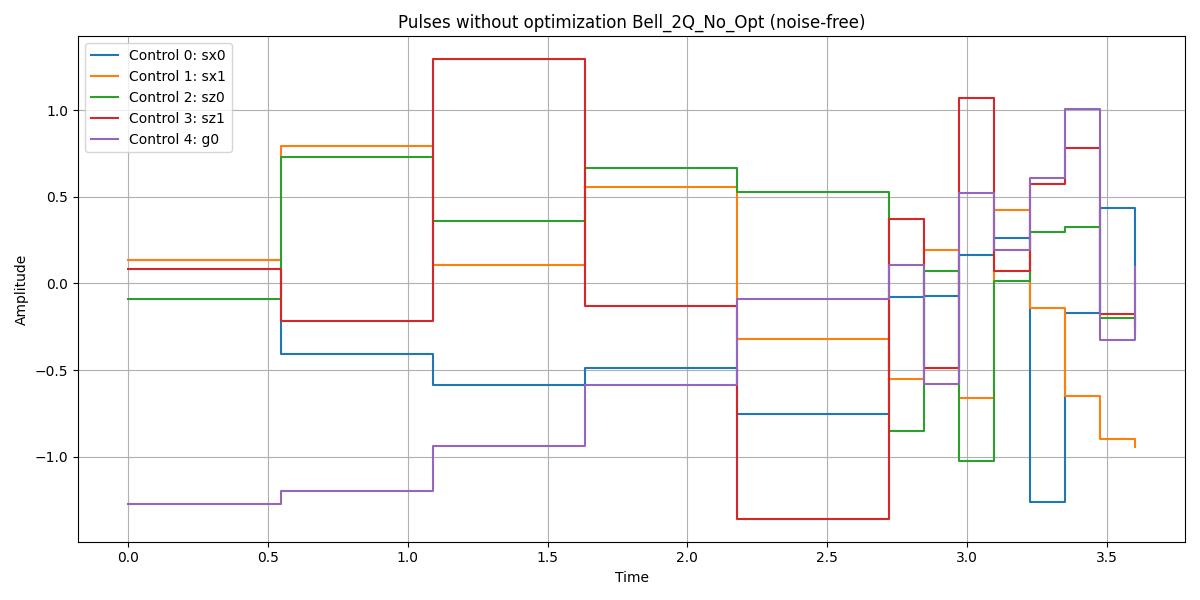 Pulses without optimization Bell_2Q_No_Opt (noise-free)
Control 0: sx0
Control 1: sx1
Control 2: sz0
Control 3: sz1
Control 4: g0
1.0
0.5
0.0
−0.5
−1.0
Amplitude
0.0 0.5 1.0 1.5 2.0 2.5 3.0 3.5
Time